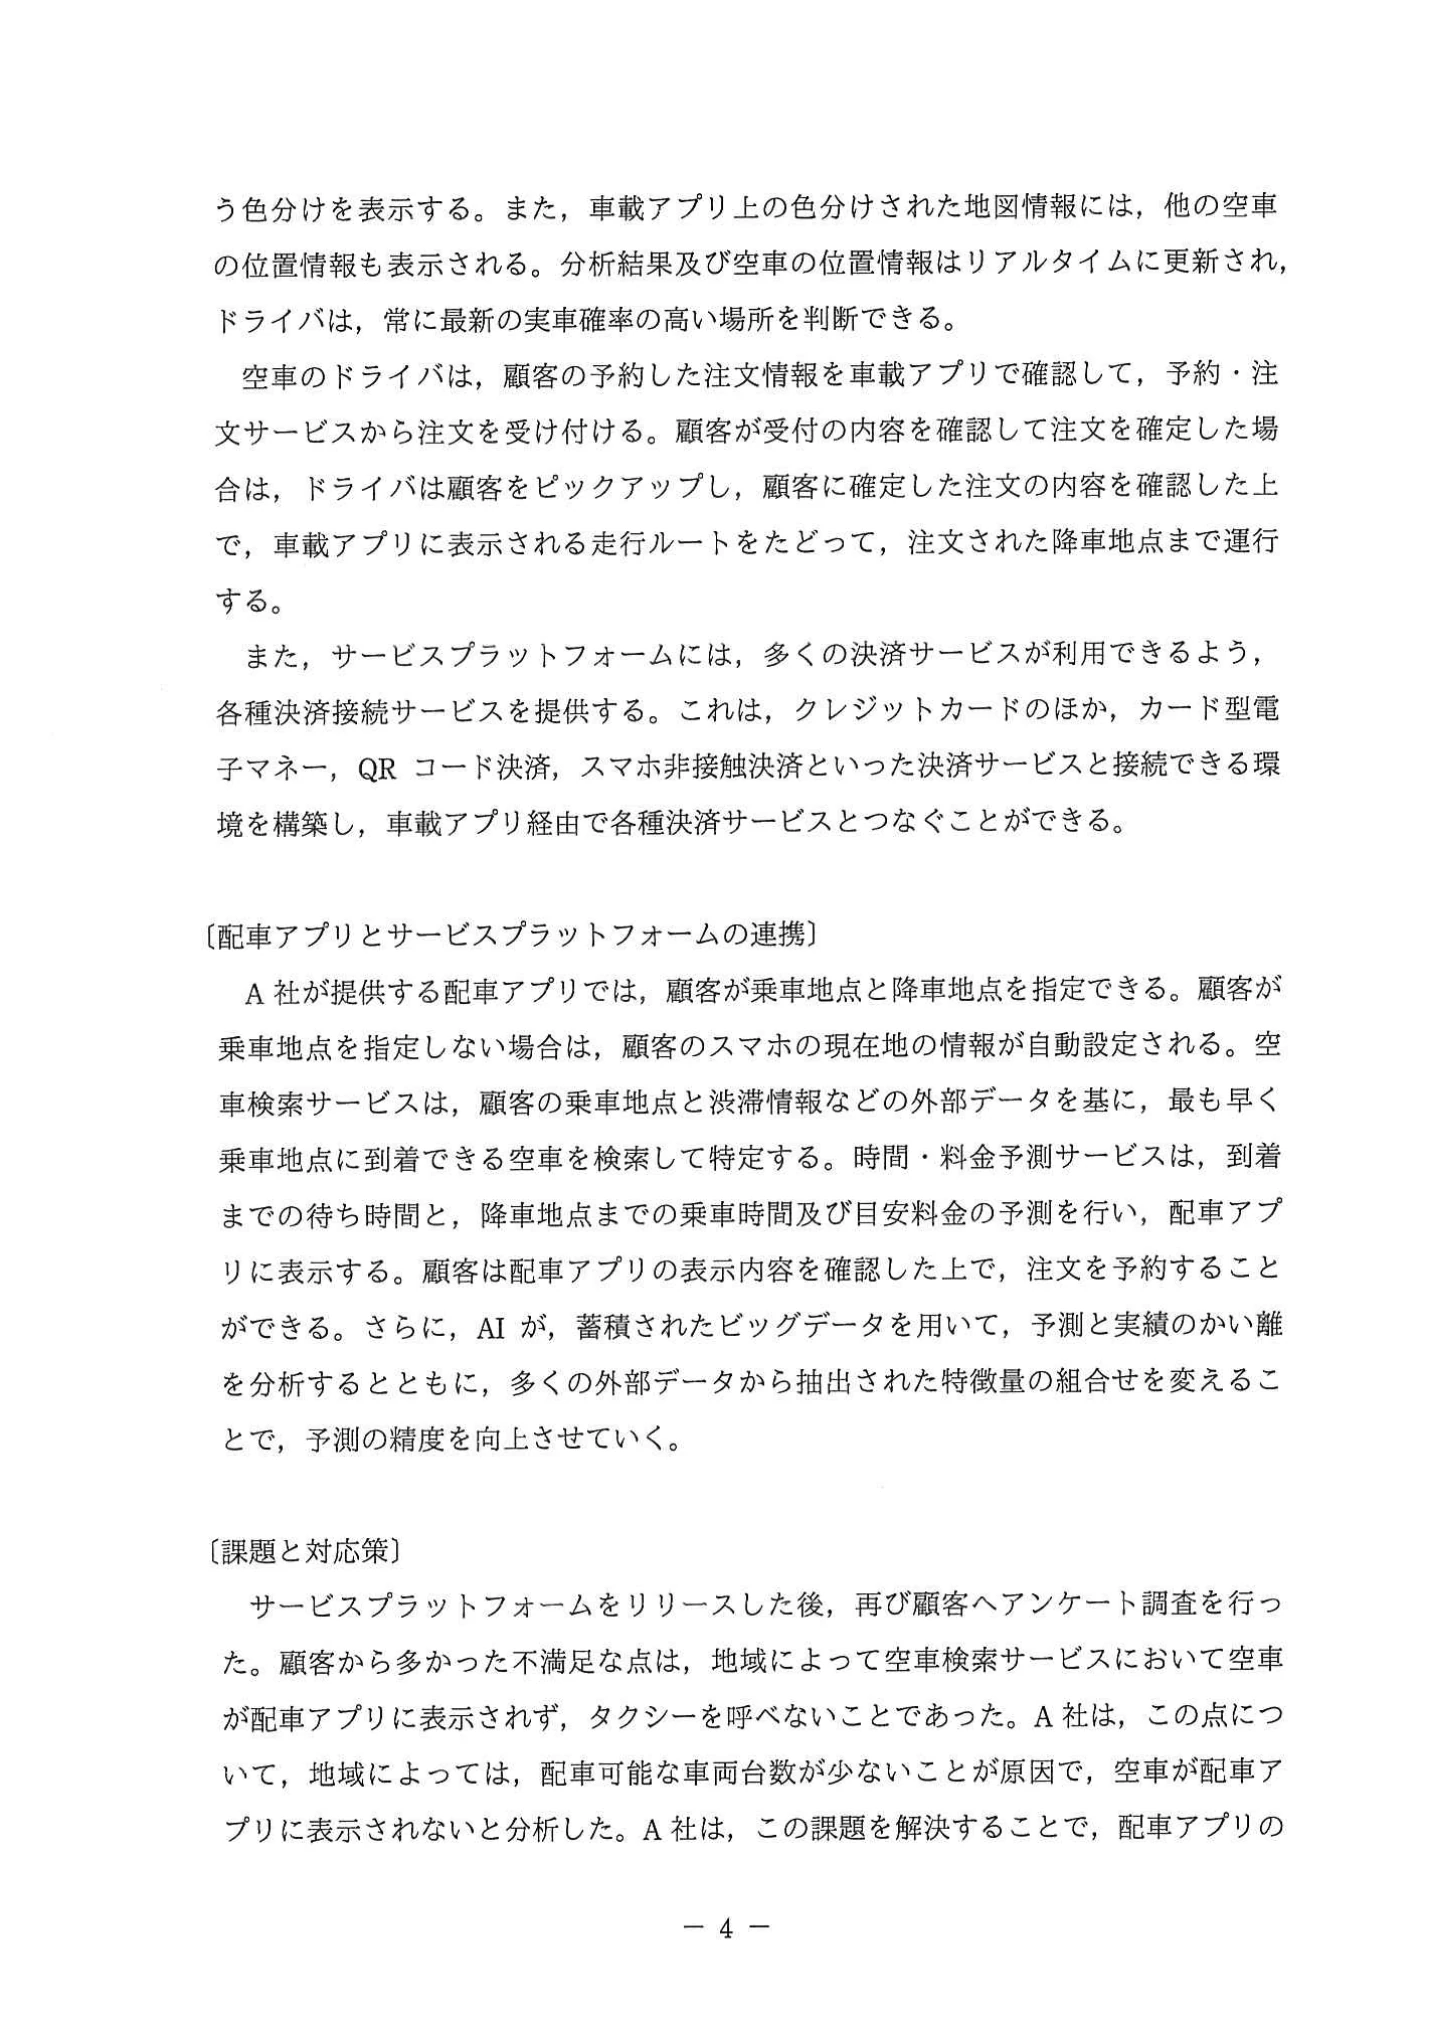 う色分けを表示する。また，車載アプリ上の色分けされた地図情報には，他の空車
の位置情報も表示される。分析結果及び空車の位置情報はリアルタイムに更新され，
ドライバは，常に最新の実車確率の高い場所を判断できる。
空車のドライバは，顧客の予約した注文情報を車載アプリで確認して，予約・注
文サービスから注文を受け付ける。顧客が受付の内容を確認して注文を確定した場
合は，ドライバは顧客をピックアップし，顧客に確定した注文の内容を確認した上
で，車載アプリに表示される走行ルートをたどって，注文された降車地点まで運行
する。
また，サービスプラットフォームには，多くの決済サービスが利用できるよう，
各種決済接続サービスを提供する。これは，クレジットカードのほか，カード型電
子マネー，QR コード決済，スマホ非接触決済といった決済サービスと接続できる環
境を構築し，車載アプリ経由で各種決済サービスとつなぐことができる。
〔配車アプリとサービスプラットフォームの連携〕
A 社が提供する配車アプリでは，顧客が乗車地点と降車地点を指定できる。顧客が
乗車地点を指定しない場合は，顧客のスマホの現在地の情報が自動設定される。空
車検索サービスは，顧客の乗車地点と渋滞情報などの外部データを基に，最も早く
乗車地点に到着できる空車を検索して特定する。時間・料金予測サービスは，到着
までの待ち時間と，降車地点までの乗車時間及び目安料金の予測を行い，配車アプ
リに表示する。顧客は配車アプリの表示内容を確認した上で，注文を予約すること
ができる。さらに，AI が，蓄積されたビッグデータを用いて，予測と実績のかい離
を分析するとともに，多くの外部データから抽出された特徴量の組合せを変えるこ
とで，予測の精度を向上させていく。
〔課題と対応策〕
サービスプラットフォームをリリースした後，再び顧客へアンケート調査を行っ
た。顧客から多かった不満足な点は，地域によって空車検索サービスにおいて空車
が配車アプリに表示されず，タクシーを呼べないことであった。A 社は，この点につ
いて，地域によっては，配車可能な車両台数が少ないことが原因で，空車が配車ア
プリに表示されないと分析した。A 社は，この課題を解決することで，配車アプリの
－ 4 －